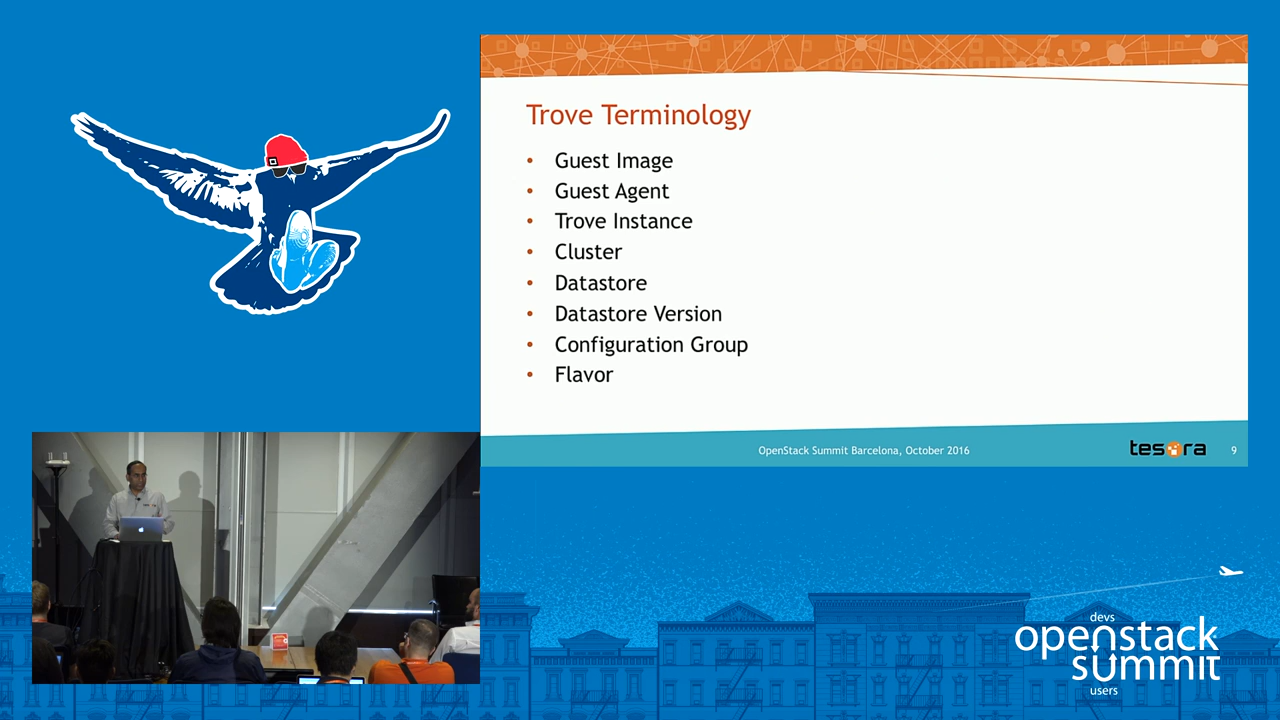 Trove Terminology
• Guest Image
• Guest Agent
• Trove Instance
• Cluster
• Datastore
• Datastore Version
• Configuration Group
• Flavor
OpenStack Summit Barcelona, October 2016
tesora
9
devs
openstack
summit
users